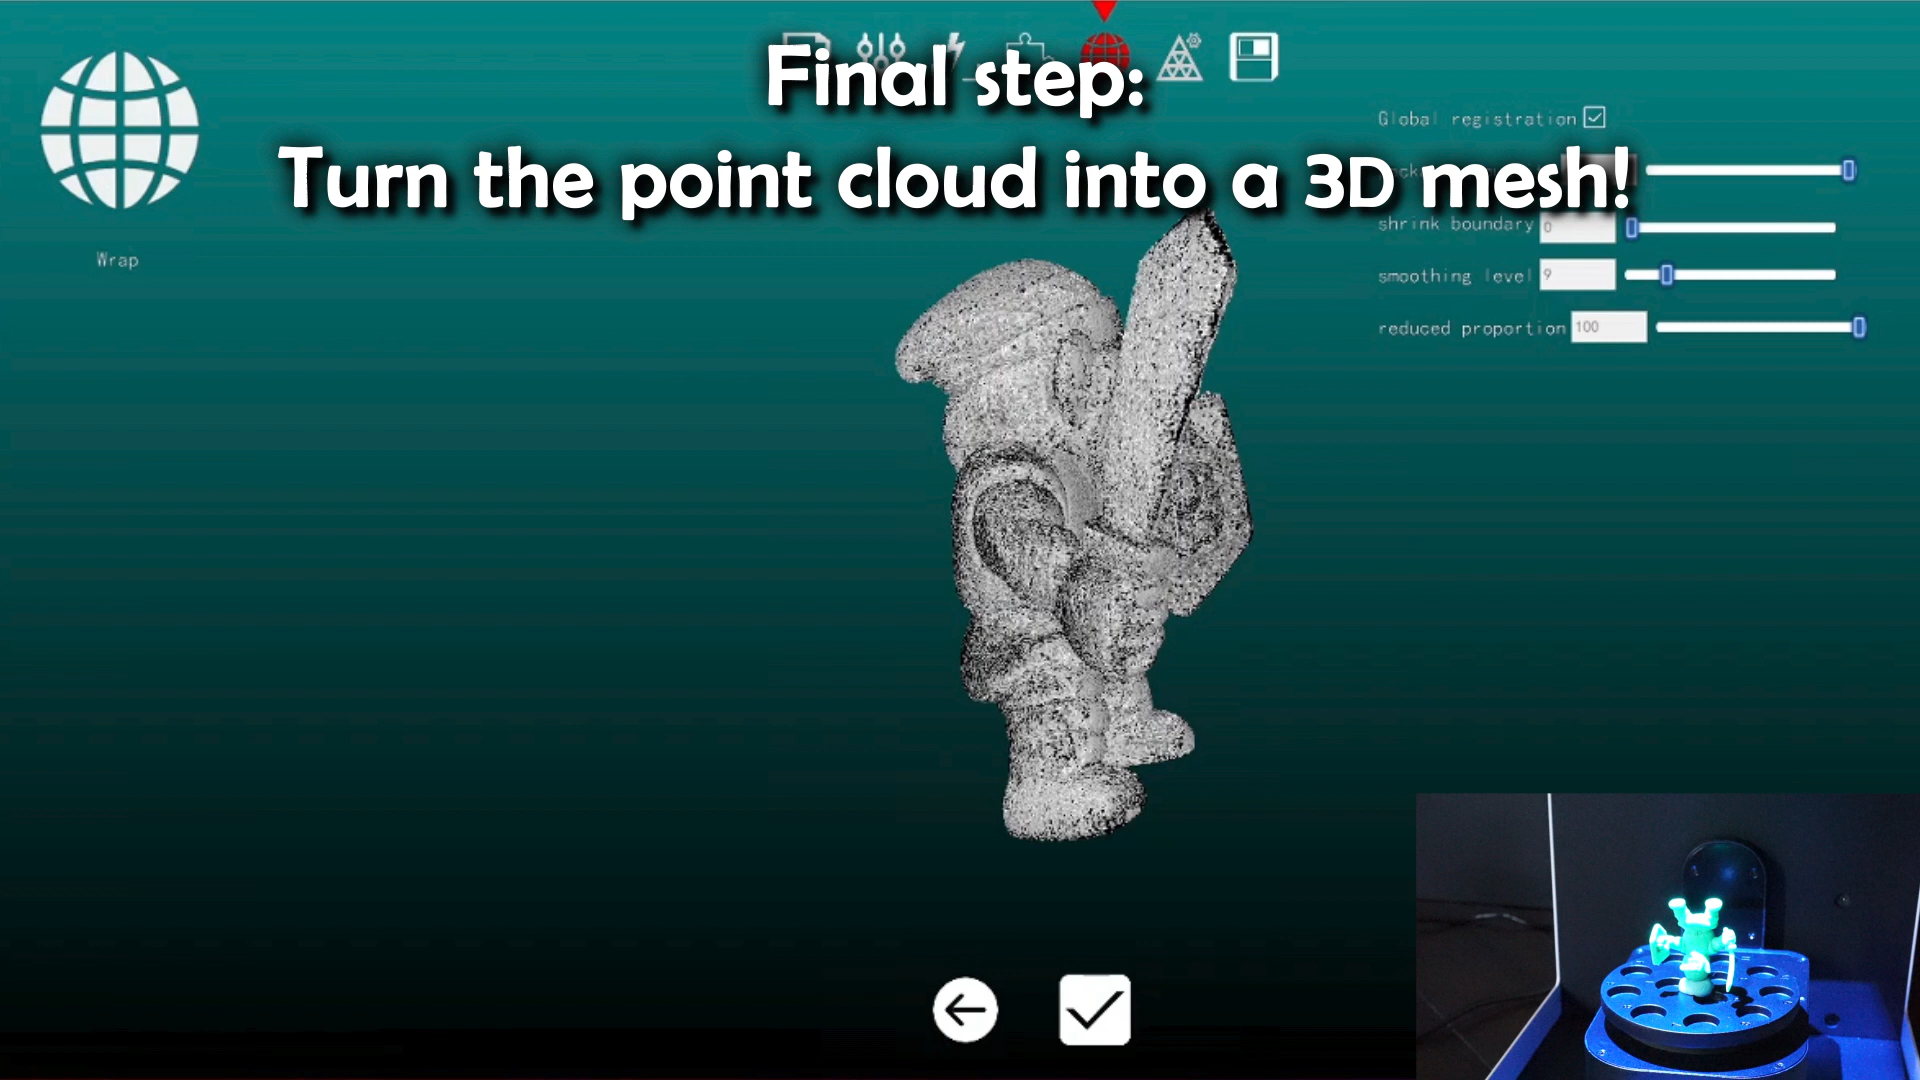 Final step:
Turn the point cloud into a 3D mesh!
Wrap
Global registration
shrink boundary 0
smoothing level 9
reduced proportion 100